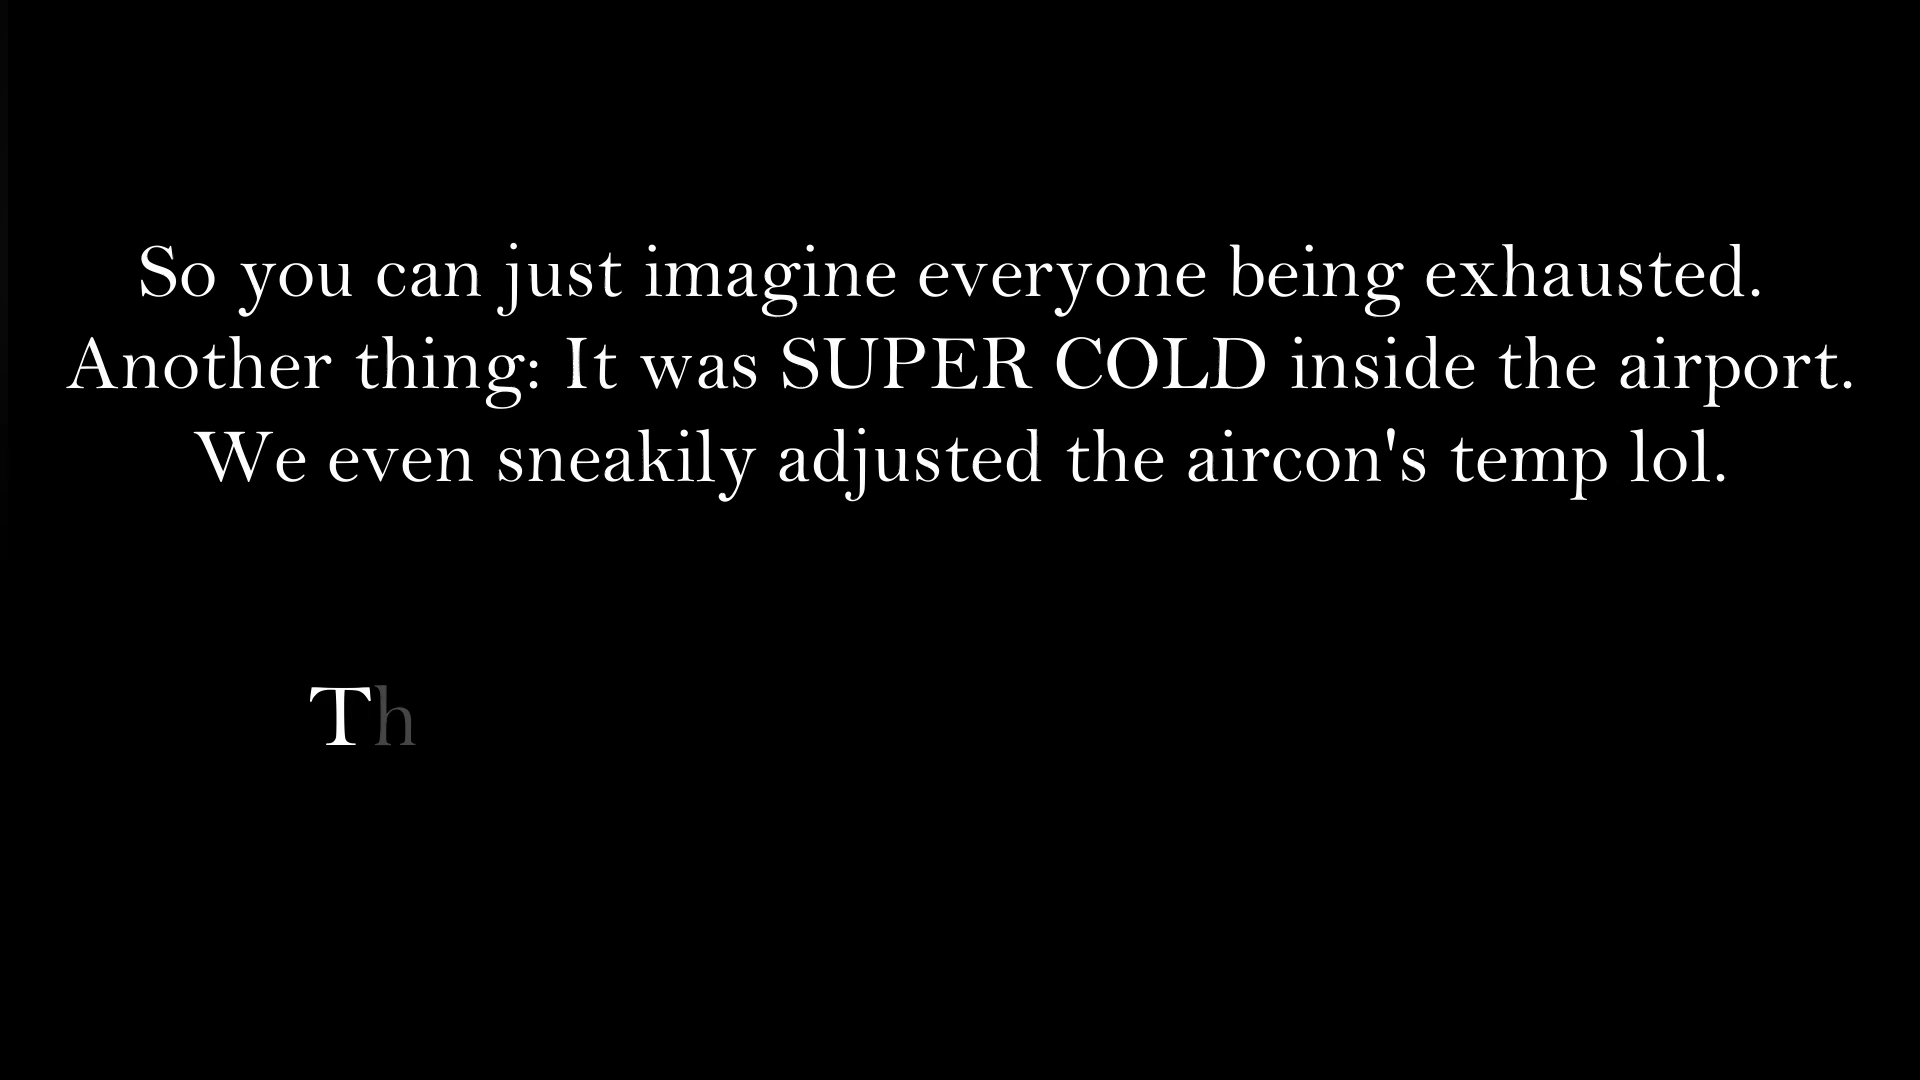 So you can just imagine everyone being exhausted.
Another thing: It was SUPER COLD inside the airport.
We even sneakily adjusted the aircon's temp lol.
Th